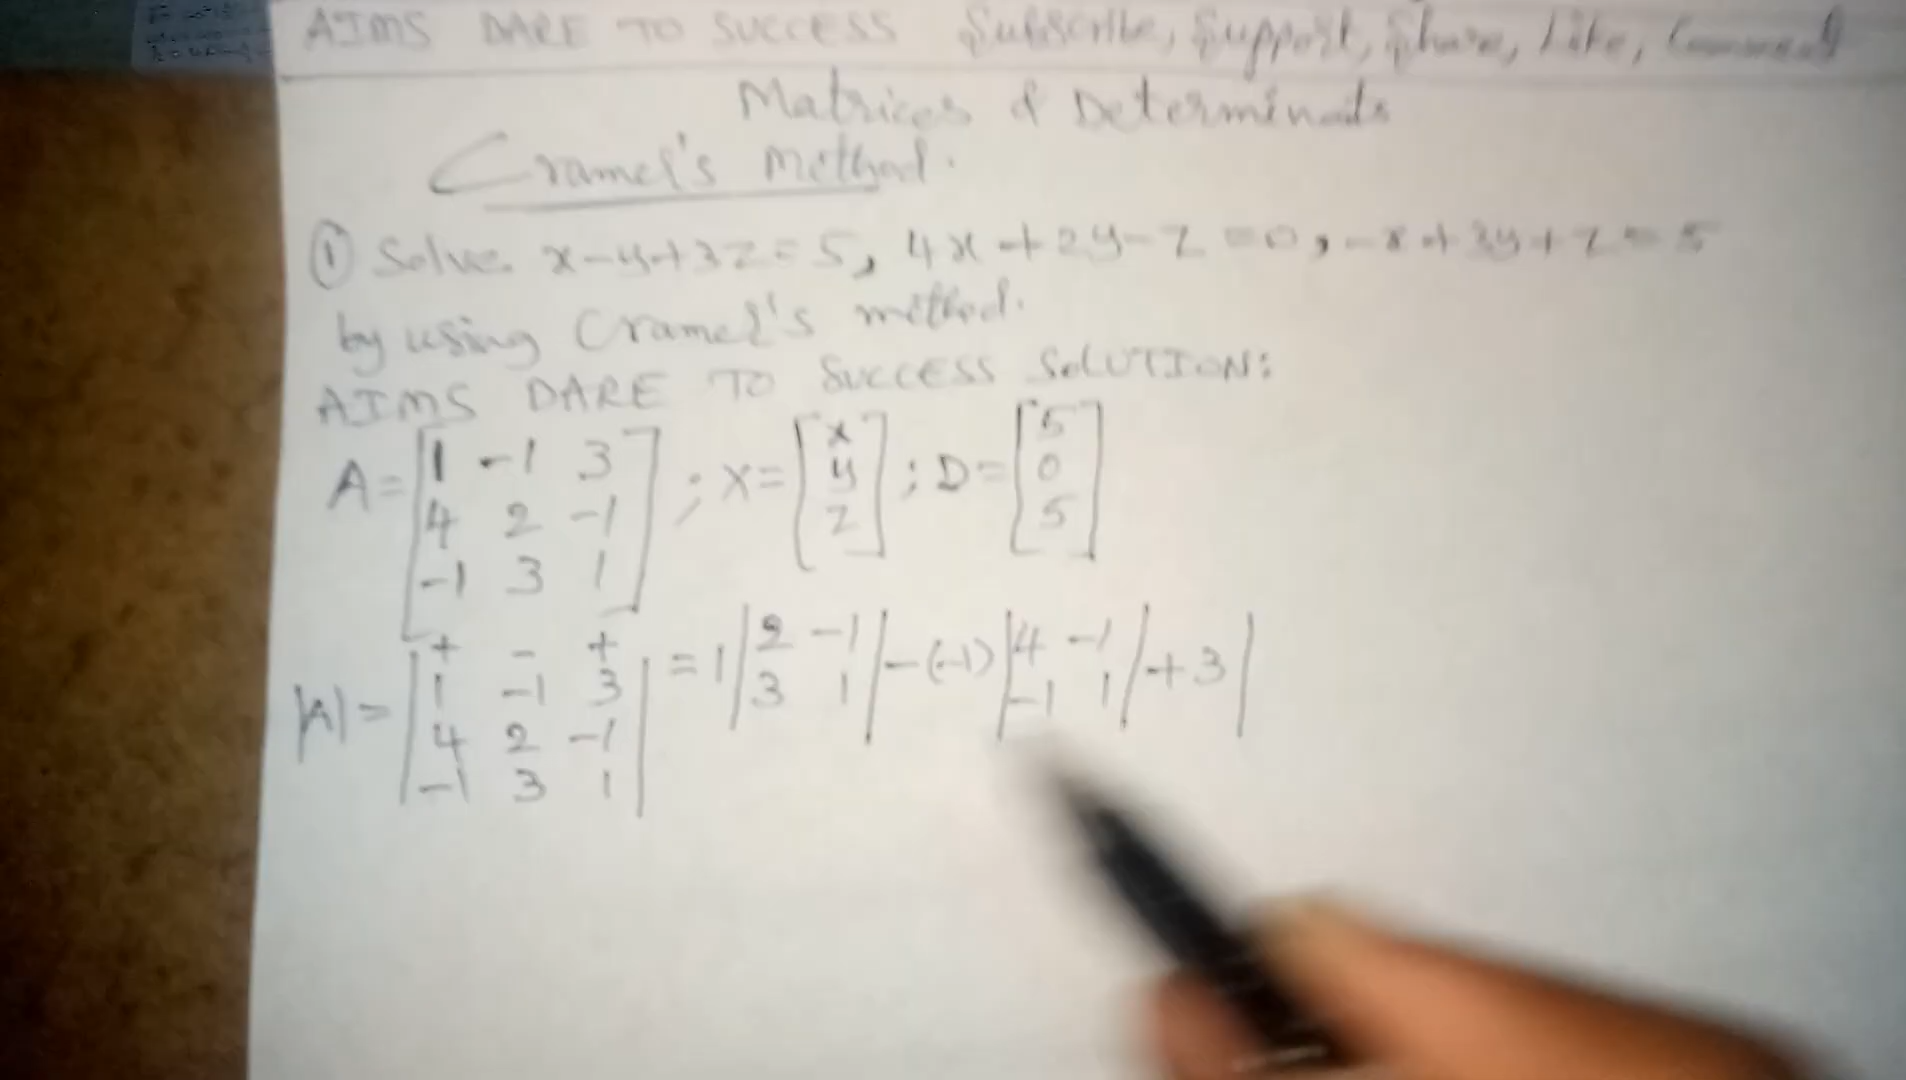 AIMS DARE TO SUCCESS Subscribe, Support, Share, Like, Comment
Matrices & Determinats
Cramer's Method.
① Solve x-y+3z=5, 4x+2y-z=0, -x+3y+z=5
by using Cramer's method.
AIMS DARE TO SUCCESS SOLUTION:
A = [1 -1 3; 4 2 -1; -1 3 1] ; X = [x; y; z] ; D = [5; 0; 5]
+ - +
|A| = |1 -1 3; 4 2 -1; -1 3 1| = 1|2 -1; 3 1| -(-1)|4 -1; -1 1| +3|